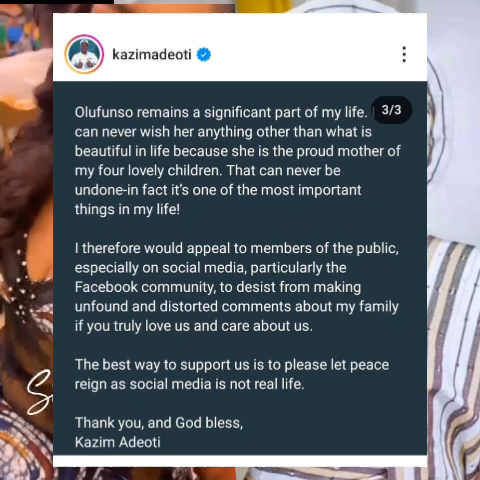 kazimadeoti
3/3
Olufunso remains a significant part of my life.
can never wish her anything other than what is
beautiful in life because she is the proud mother of
my four lovely children. That can never be
undone-in fact it's one of the most important
things in my life!
I therefore would appeal to members of the public,
especially on social media, particularly the
Facebook community, to desist from making
unfound and distorted comments about my family
if you truly love us and care about us.
The best way to support us is to please let peace
reign as social media is not real life.
Thank you, and God bless,
Kazim Adeoti